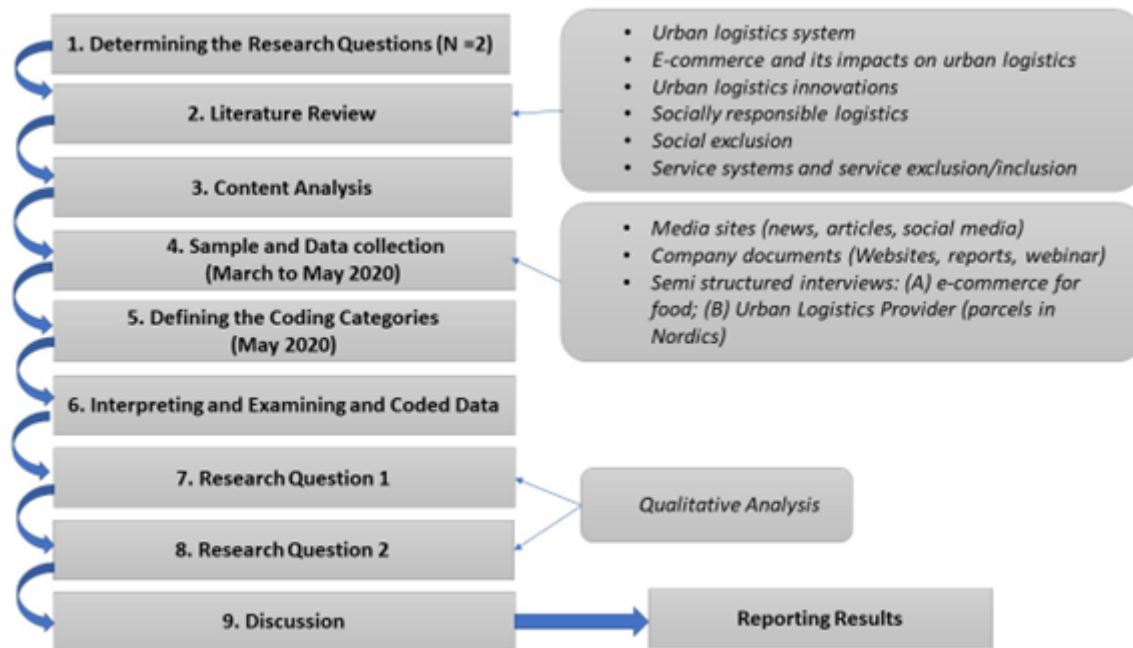 1. Determining the Research Questions (N =2)
2. Literature Review
3. Content Analysis
4. Sample and Data collection
(March to May 2020)
5. Defining the Coding Categories
(May 2020)
6. Interpreting and Examining and Coded Data
7. Research Question 1
8. Research Question 2
9. Discussion
• Urban logistics system
• E-commerce and its impacts on urban logistics
• Urban logistics innovations
• Socially responsible logistics
• Social exclusion
• Service systems and service exclusion/inclusion
• Media sites (news, articles, social media)
• Company documents (Websites, reports, webinar)
• Semi structured interviews: (A) e-commerce for
food; (B) Urban Logistics Provider (parcels in
Nordics)
Qualitative Analysis
Reporting Results